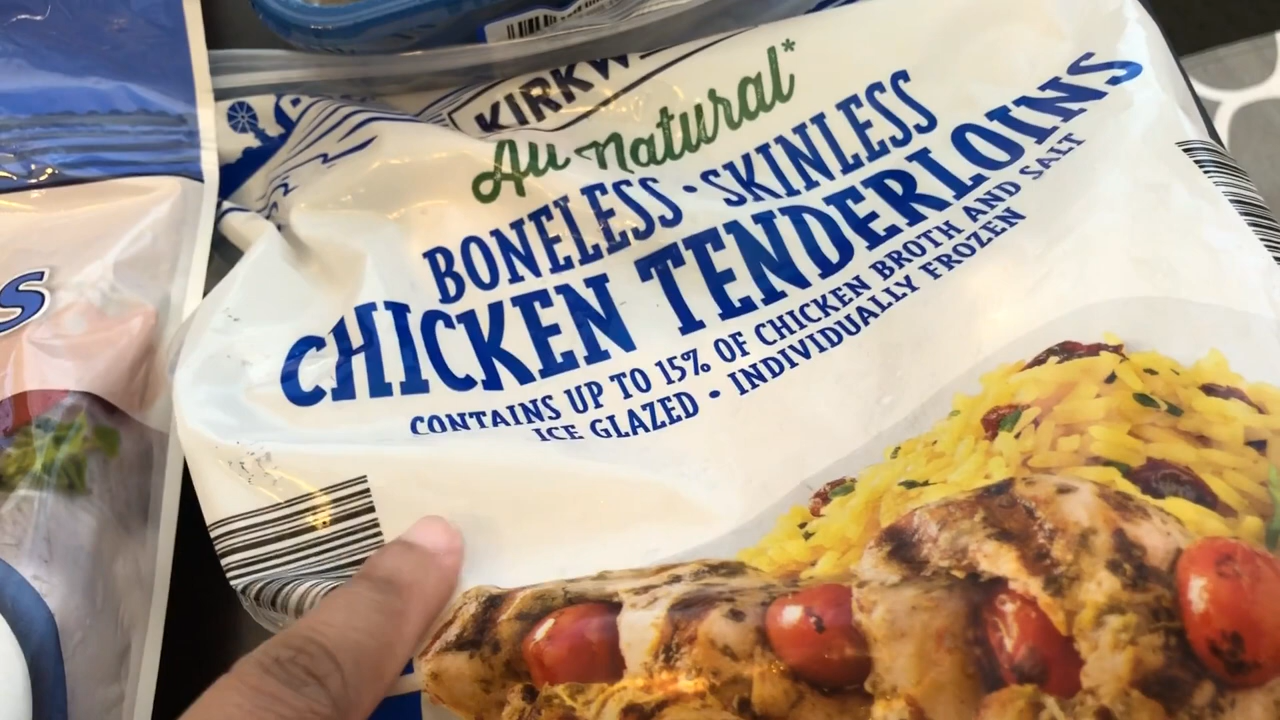 KIRKW
All Natural*
BONELESS · SKINLESS
CHICKEN TENDERLOINS
CONTAINS UP TO 15% OF CHICKEN BROTH AND SALT
ICE GLAZED • INDIVIDUALLY FROZEN
S